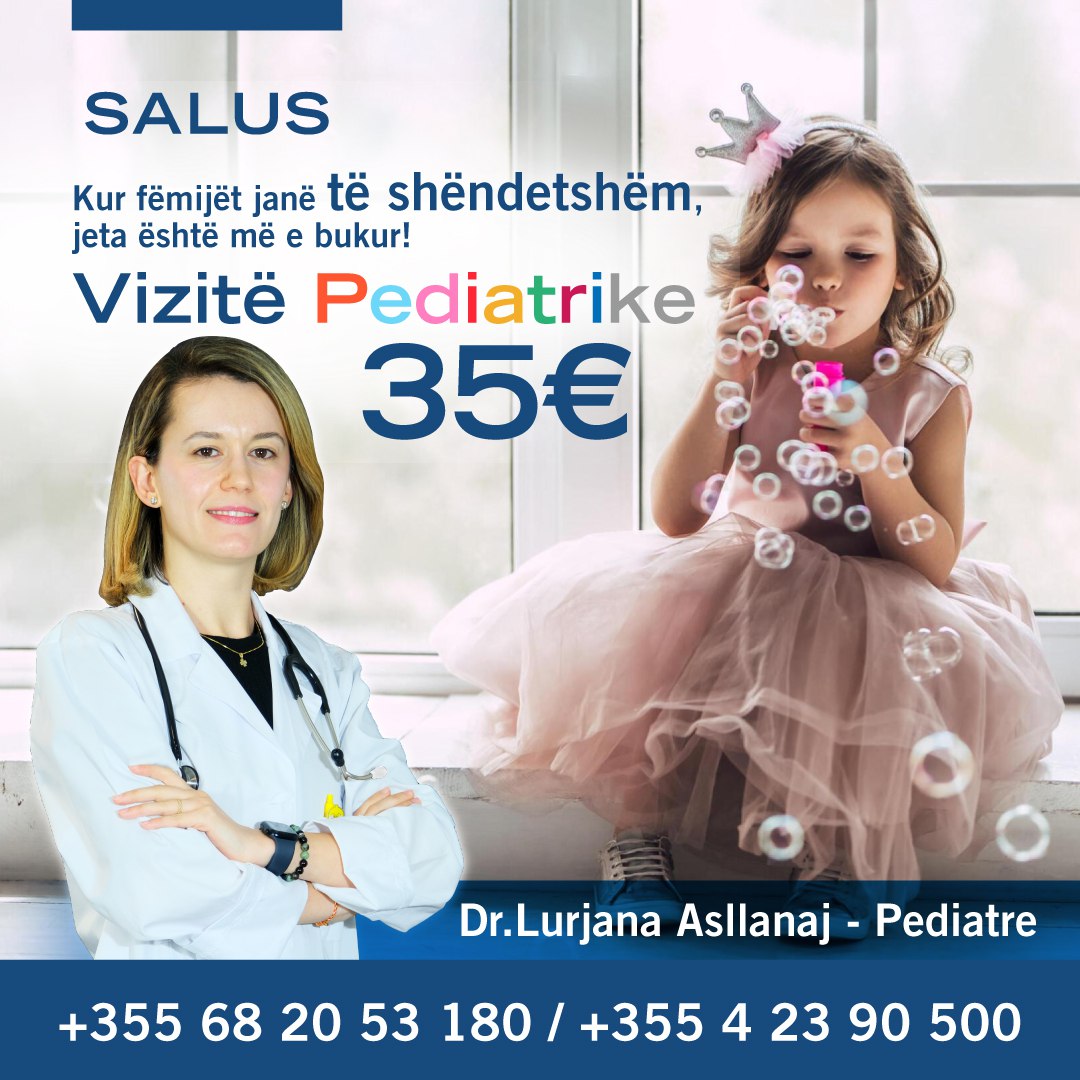 SALUS
Kur fëmijët janë të shëndetshëm,
jeta është më e bukur!
Vizitë Pediatrike
35€
Dr.Lurjana Asllanaj - Pediatre
+355 68 20 53 180 / +355 4 23 90 500